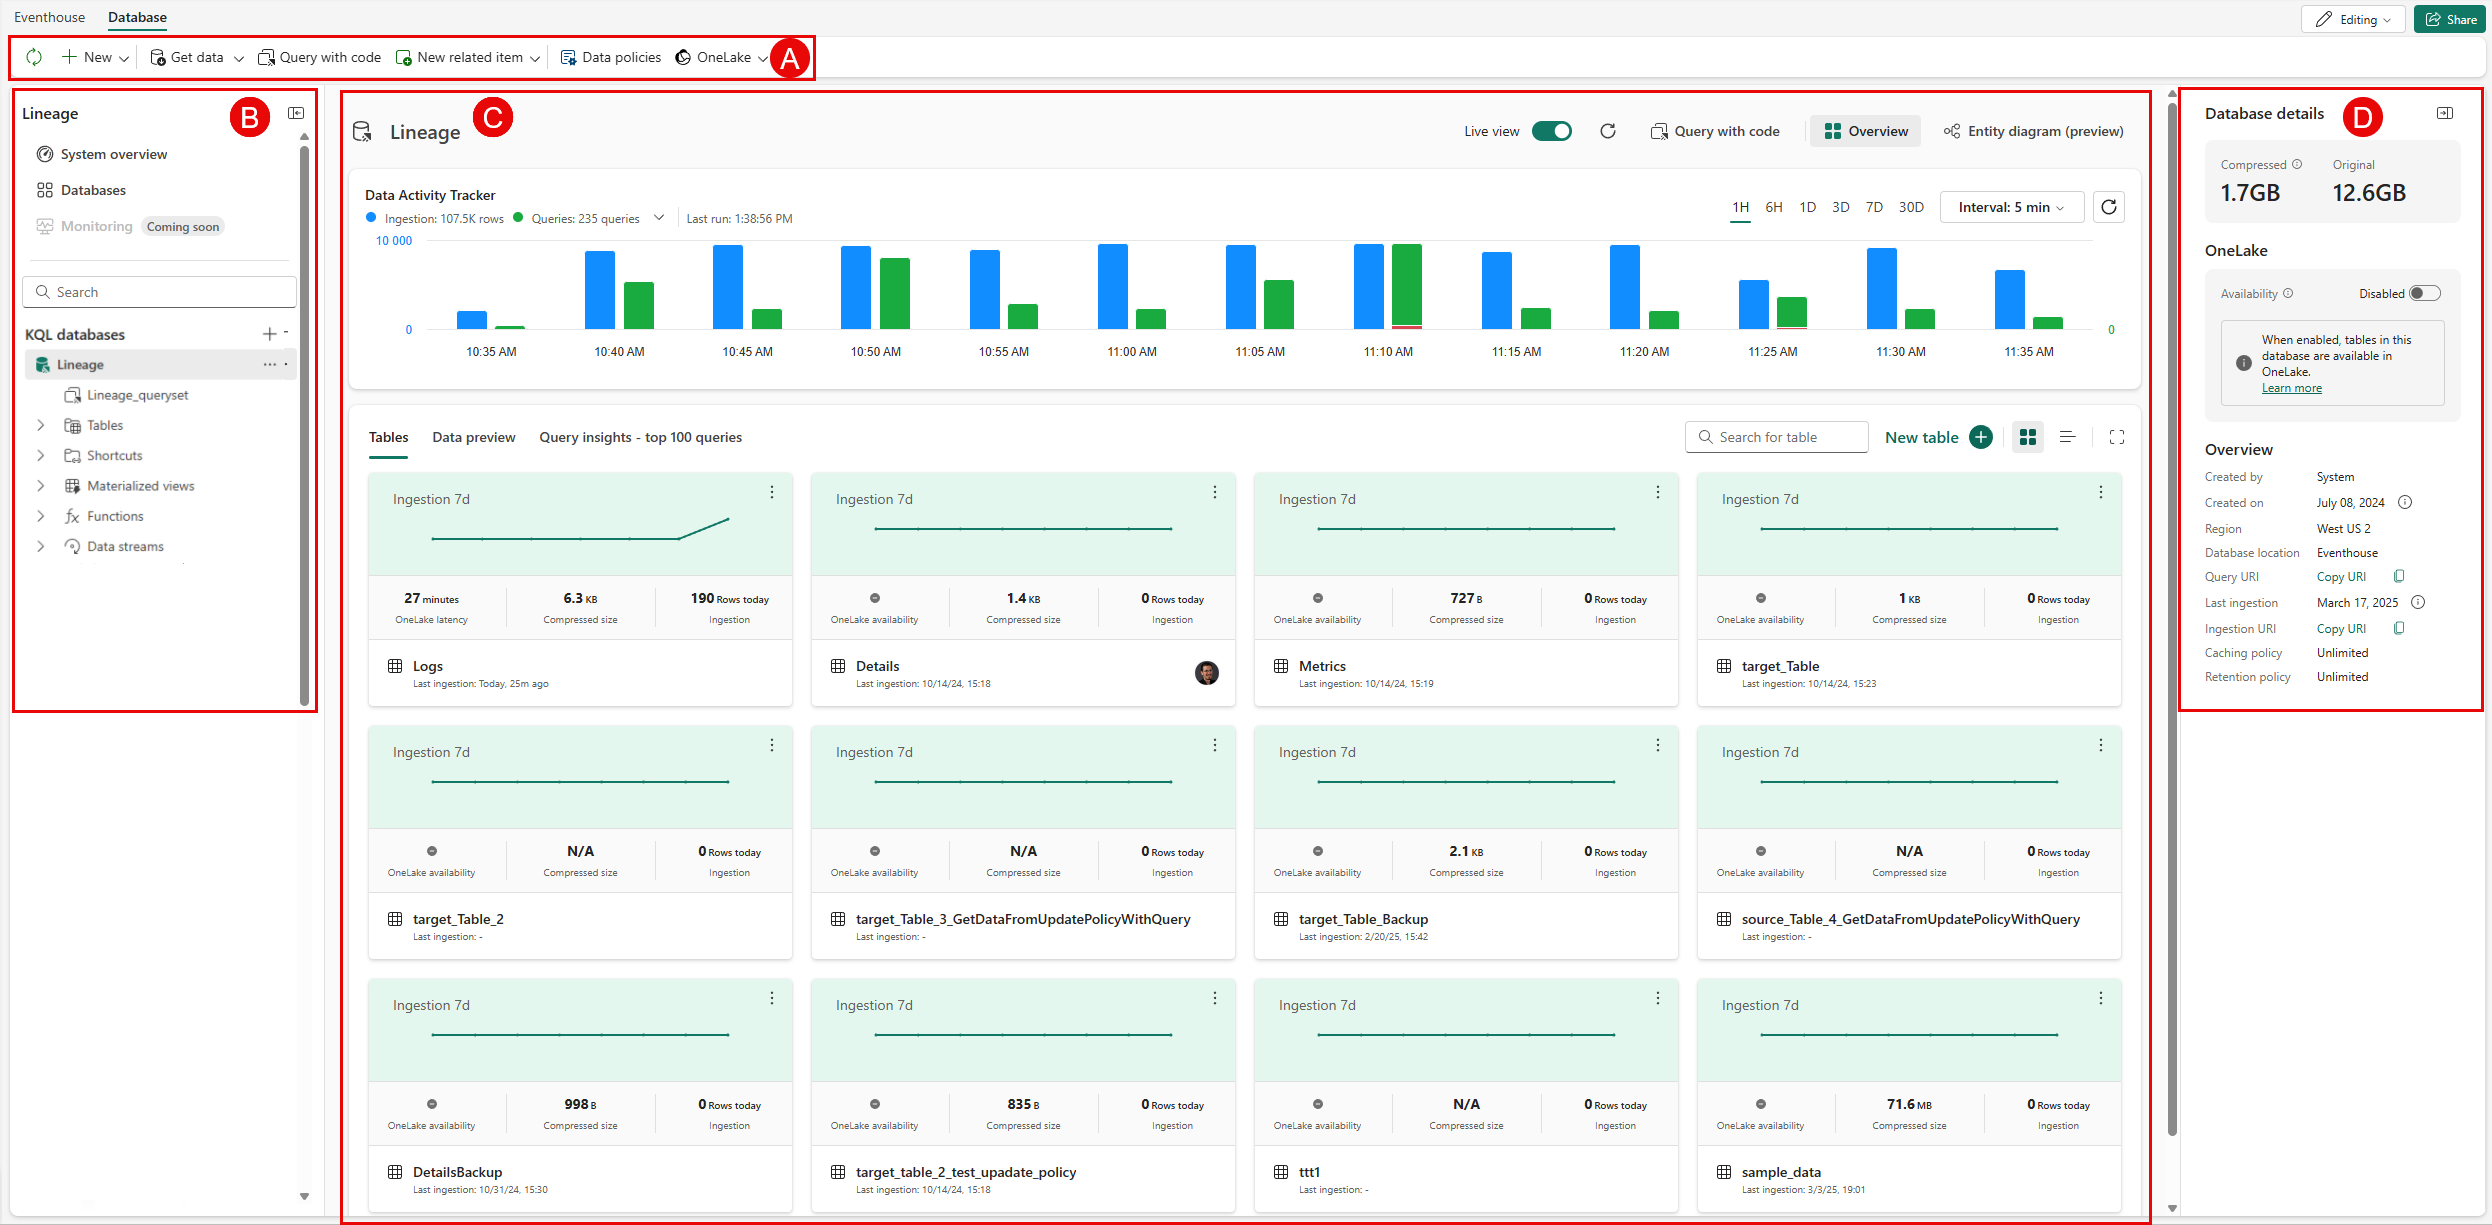 Eventhouse Database
Editing Share
New Get data Query with code New related item Data policies OneLake A
Lineage B
System overview
Databases
Monitoring Coming soon
Search
KQL databases
Lineage
Lineage_queryset
Tables
Shortcuts
Materialized views
Functions
Data streams
Lineage C
Live view Query with code Overview Entity diagram (preview)
Data Activity Tracker
Ingestion: 107.5K rows Queries: 235 queries Last run: 1:38:56 PM
1H 6H 1D 3D 7D 30D Interval: 5 min
10 000
0 0
10:35 AM 10:40 AM 10:45 AM 10:50 AM 10:55 AM 11:00 AM 11:05 AM 11:10 AM 11:15 AM 11:20 AM 11:25 AM 11:30 AM 11:35 AM
Tables Data preview Query insights - top 100 queries
Search for table New table
Ingestion 7d
27 minutes 6.3 KB 190 Rows today
OneLake latency Compressed size Ingestion
Logs
Last ingestion: Today, 25m ago
Ingestion 7d
1.4 KB 0 Rows today
OneLake availability Compressed size Ingestion
Details
Last ingestion: 10/14/24, 15:18
Ingestion 7d
727 B 0 Rows today
OneLake availability Compressed size Ingestion
Metrics
Last ingestion: 10/14/24, 15:19
Ingestion 7d
1 KB 0 Rows today
OneLake availability Compressed size Ingestion
target_Table
Last ingestion: 10/14/24, 15:23
Ingestion 7d
N/A 0 Rows today
OneLake availability Compressed size Ingestion
target_Table_2
Last ingestion: -
Ingestion 7d
N/A 0 Rows today
OneLake availability Compressed size Ingestion
target_Table_3_GetDataFromUpdatePolicyWithQuery
Last ingestion: -
Ingestion 7d
2.1 KB 0 Rows today
OneLake availability Compressed size Ingestion
target_Table_Backup
Last ingestion: 2/20/25, 15:42
Ingestion 7d
N/A 0 Rows today
OneLake availability Compressed size Ingestion
source_Table_4_GetDataFromUpdatePolicyWithQuery
Last ingestion: -
Ingestion 7d
998 B 0 Rows today
OneLake availability Compressed size Ingestion
DetailsBackup
Last ingestion: 10/31/24, 15:30
Ingestion 7d
835 B 0 Rows today
OneLake availability Compressed size Ingestion
target_table_2_test_upadate_policy
Last ingestion: 10/14/24, 15:18
Ingestion 7d
N/A 0 Rows today
OneLake availability Compressed size Ingestion
ttt1
Last ingestion: -
Ingestion 7d
71.6 MB 0 Rows today
OneLake availability Compressed size Ingestion
sample_data
Last ingestion: 3/3/25, 19:01
Database details D
Compressed Original
1.7GB 12.6GB
OneLake
Availability Disabled
When enabled, tables in this
database are available in
OneLake.
Learn more
Overview
Created by System
Created on July 08, 2024
Region West US 2
Database location Eventhouse
Query URI Copy URI
Last ingestion March 17, 2025
Ingestion URI Copy URI
Caching policy Unlimited
Retention policy Unlimited